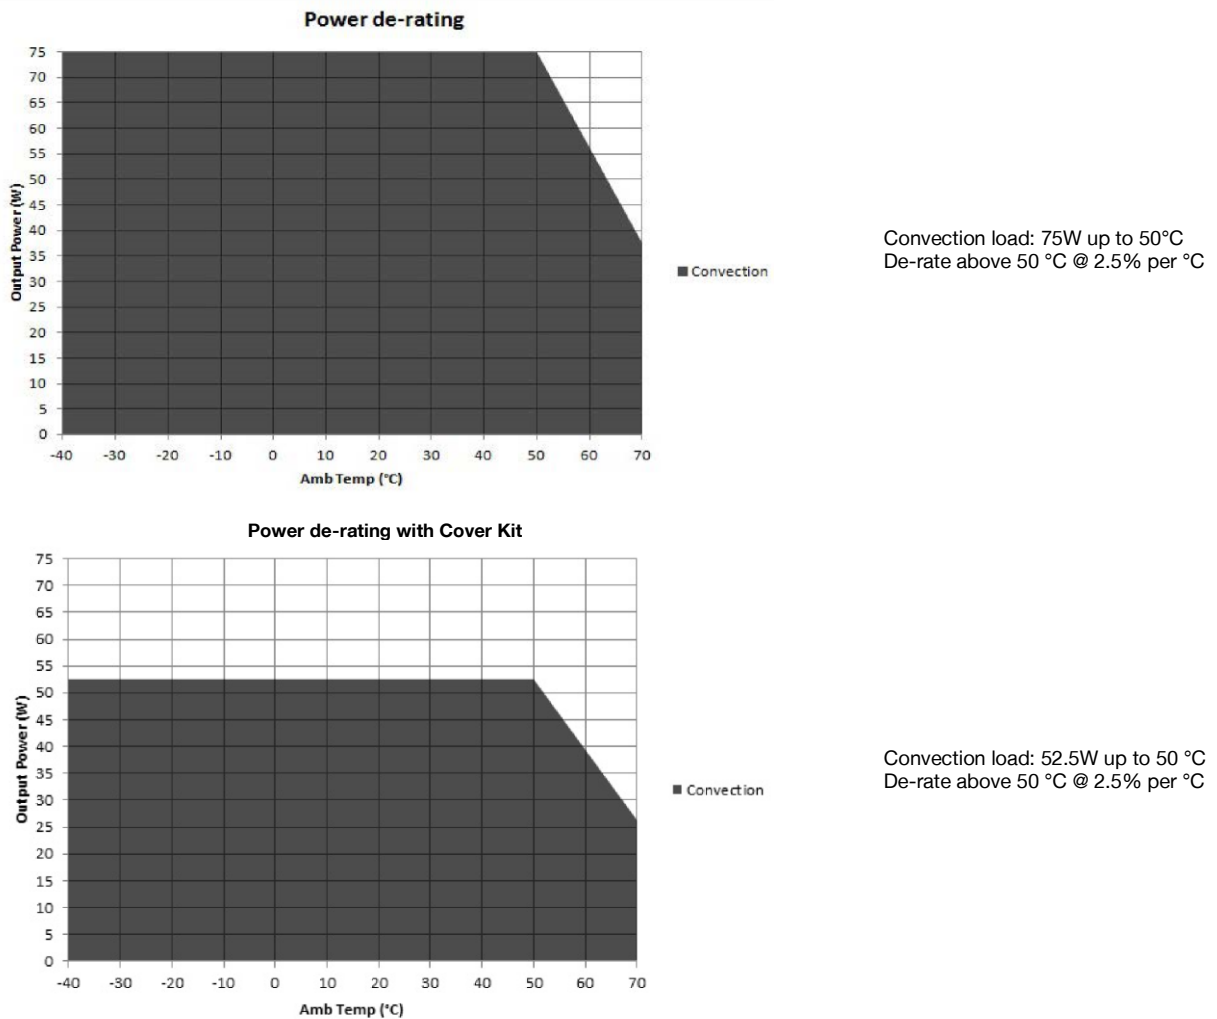 Power de-rating
75
70
65
60
55
50
45
40
35
30
25
20
15
10
5
0
Output Power (W)
-40 -30 -20 -10 0 10 20 30 40 50 60 70
Amb Temp (°C)
Convection
Convection load: 75W up to 50°C
De-rate above 50 °C @ 2.5% per °C
Power de-rating with Cover Kit
75
70
65
60
55
50
45
40
35
30
25
20
15
10
5
0
Output Power (W)
-40 -30 -20 -10 0 10 20 30 40 50 60 70
Amb Temp (°C)
Convection
Convection load: 52.5W up to 50 °C
De-rate above 50 °C @ 2.5% per °C